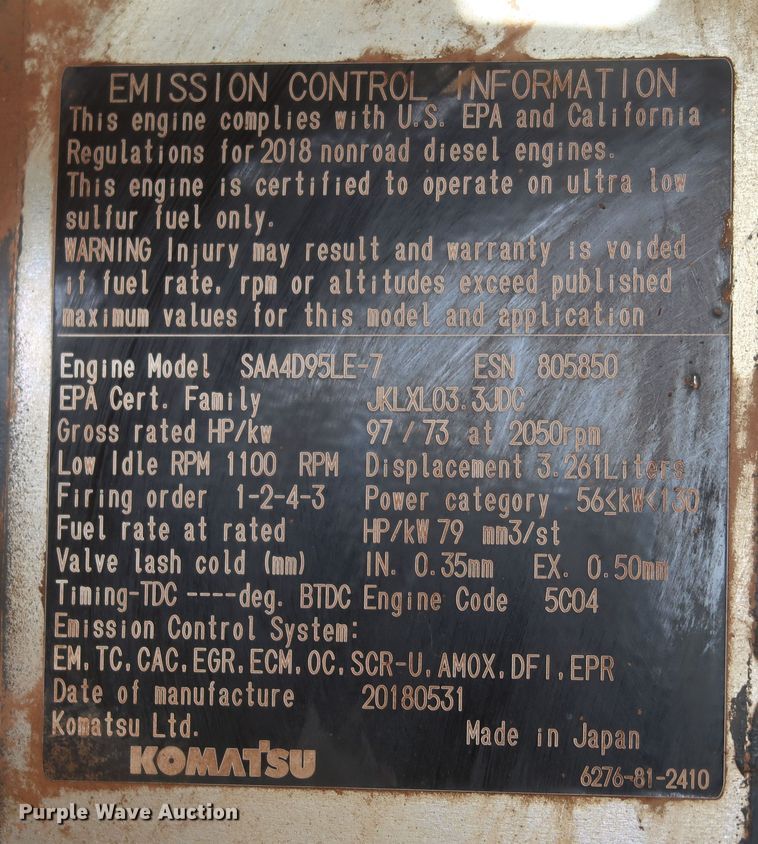 EMISSION CONTROL INFORMATION
This engine complies with U.S. EPA and California
Regulations for 2018 nonroad diesel engines.
This engine is certified to operate on ultra low
sulfur fuel only.
WARNING Injury may result and warranty is voided
if fuel rate, rpm or altitudes exceed published
maximum values for this model and application
Engine Model SAA4D95LE-7 ESN 805850
EPA Cert. Family JKLXL03.3JDC
Gross rated HP/kw 97 / 73 at 2050rpm
Low Idle RPM 1100 RPM Displacement 3.261Liters
Firing order 1-2-4-3 Power category 56≤kW<130
Fuel rate at rated HP/kW 79 mm3/st
Valve lash cold (mm) IN. 0.35mm EX. 0.50mm
Timing-TDC ----deg. BTDC Engine Code 5C04
Emission Control System:
EM, TC, CAC, EGR, ECM, OC, SCR-U, AMOX, DFI, EPR
Date of manufacture 20180531
Komatsu Ltd. Made in Japan
KOMATSU 6276-81-2410
Purple Wave Auction